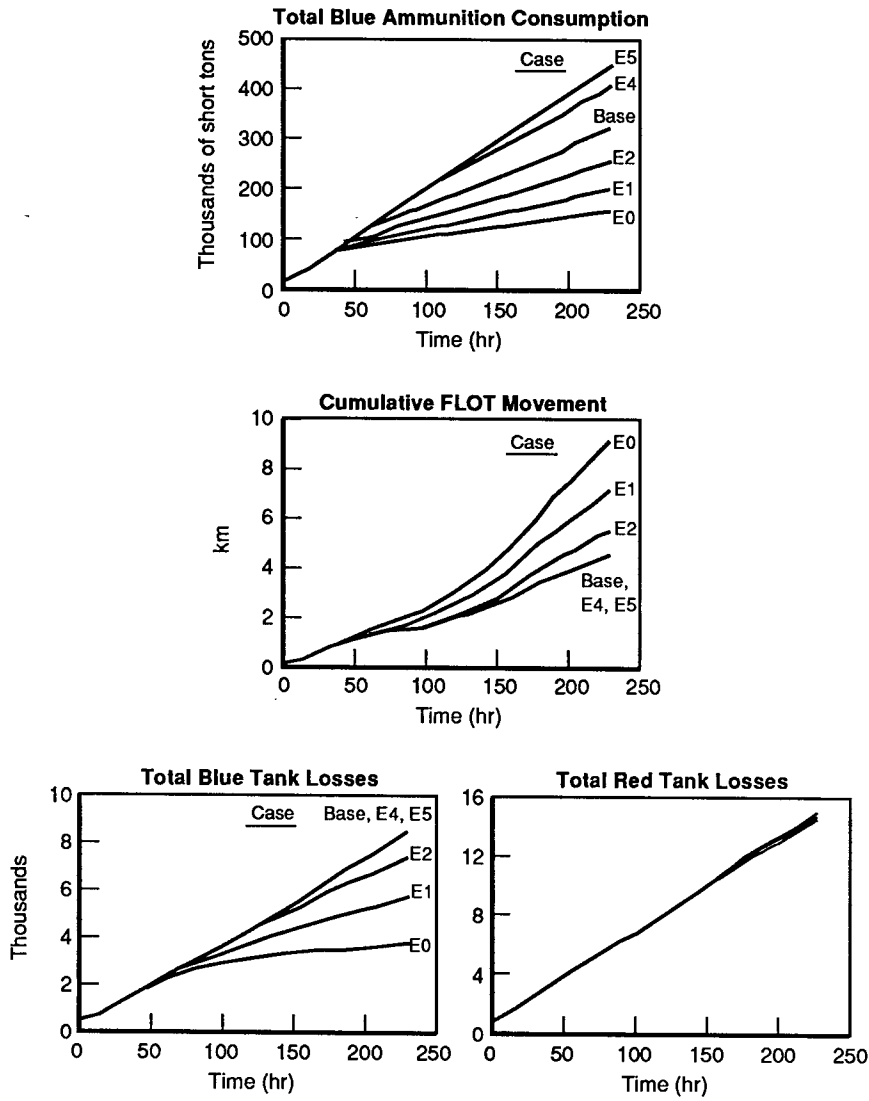 Total Blue Ammunition Consumption
Thousands of short tons
500
400
300
200
100
0
Case
E5
E4
Base
E2
E1
E0
0 50 100 150 200 250
Time (hr)
Cumulative FLOT Movement
km
10
8
6
4
2
0
Case
E0
E1
E2
Base,
E4, E5
0 50 100 150 200 250
Time (hr)
Total Blue Tank Losses
Thousands
10
8
6
4
2
0
Case Base, E4, E5
E2
E1
E0
0 50 100 150 200 250
Time (hr)
Total Red Tank Losses
16
12
8
4
0
0 50 100 150 200 250
Time (hr)